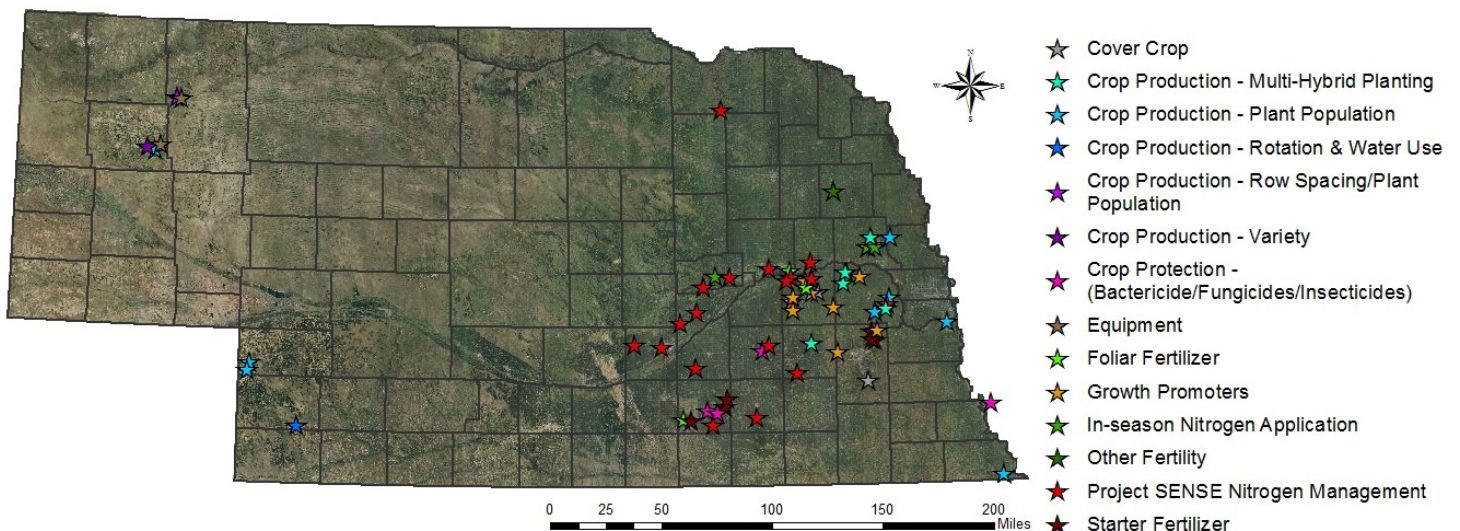 N
W
E
S
Cover Crop
Crop Production - Multi-Hybrid Planting
Crop Production - Plant Population
Crop Production - Rotation & Water Use
Crop Production - Row Spacing/Plant
Population
Crop Production - Variety
Crop Protection -
(Bactericide/Fungicides/Insecticides)
Equipment
Foliar Fertilizer
Growth Promoters
In-season Nitrogen Application
Other Fertility
Project SENSE Nitrogen Management
Starter Fertilizer
0 25 50 100 150 200
Miles